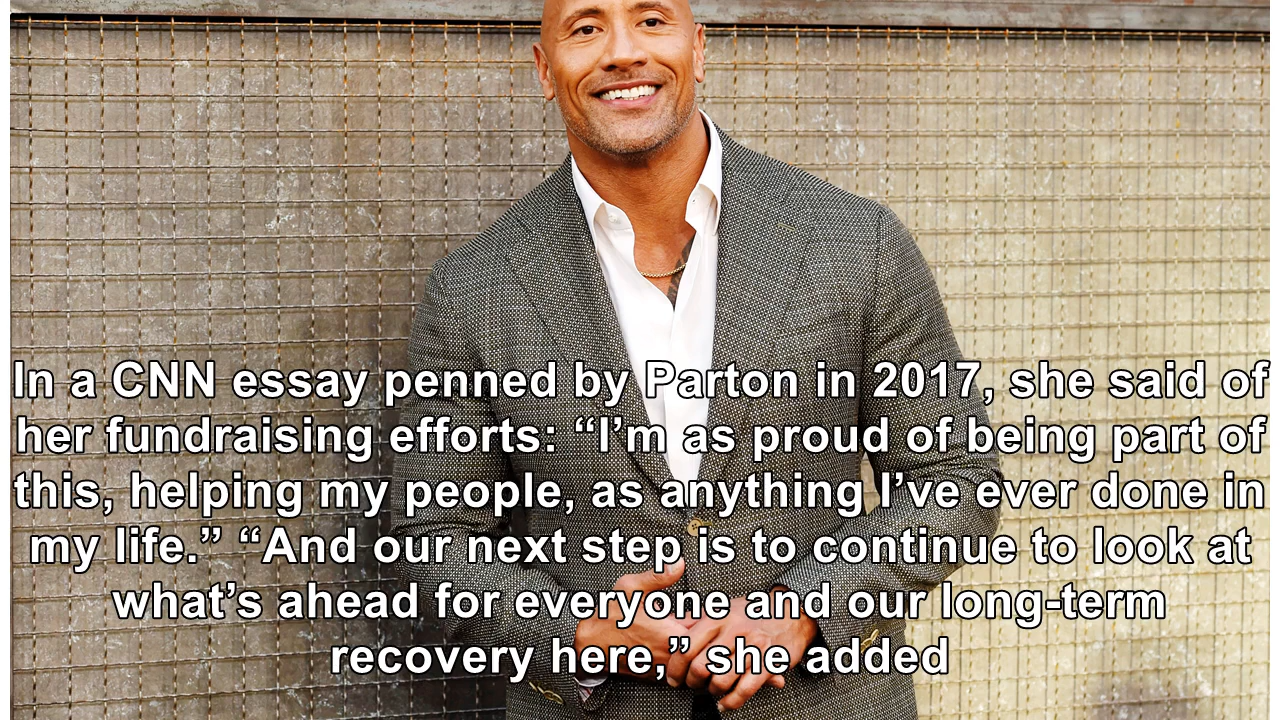 In a CNN essay penned by Parton in 2017, she said of
her fundraising efforts: “I’m as proud of being part of
this, helping my people, as anything I’ve ever done in
my life.” “And our next step is to continue to look at
what’s ahead for everyone and our long-term
recovery here,” she added